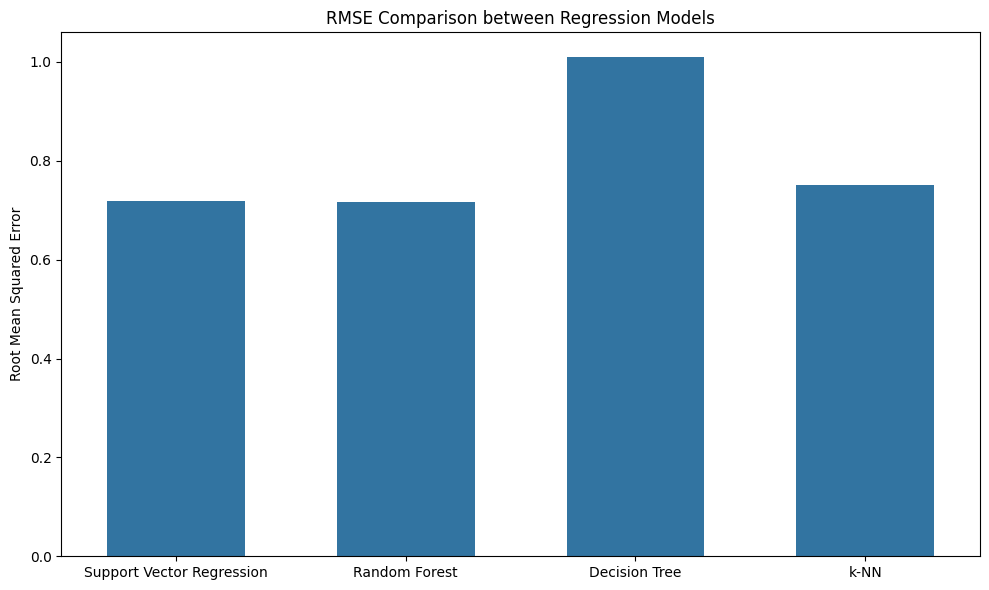 RMSE Comparison between Regression Models
Root Mean Squared Error
1.0
0.8
0.6
0.4
0.2
0.0
Support Vector Regression
Random Forest
Decision Tree
k-NN